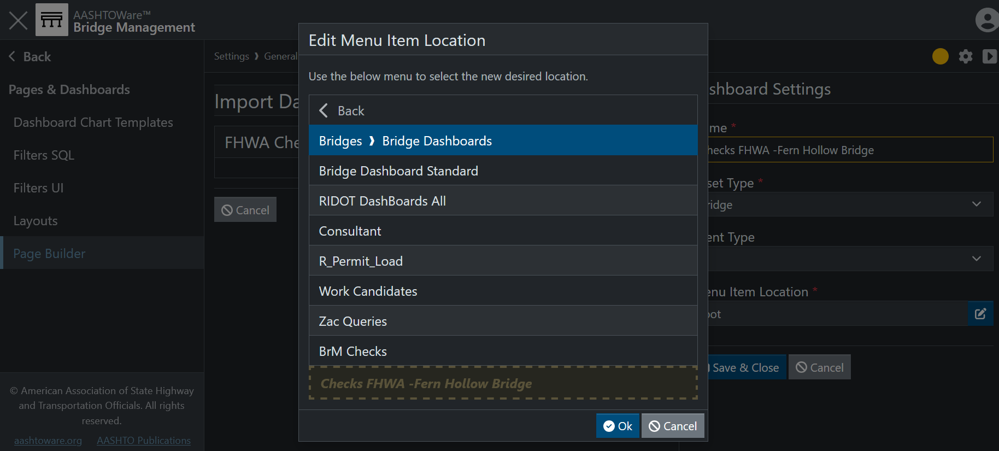 AASHTOWare™
Bridge Management
Back
Pages & Dashboards
Dashboard Chart Templates
Filters SQL
Filters UI
Layouts
Page Builder
© American Association of State Highway
and Transportation Officials. All rights
reserved.
aashtoware.org AASHTO Publications
Settings ❱ General
Import Da
FHWA Che
Cancel
Edit Menu Item Location
Use the below menu to select the new desired location.
Back
Bridges ❱ Bridge Dashboards
Bridge Dashboard Standard
RIDOT DashBoards All
Consultant
R_Permit_Load
Work Candidates
Zac Queries
BrM Checks
Checks FHWA -Fern Hollow Bridge
Ok Cancel
shboard Settings
me *
hecks FHWA -Fern Hollow Bridge
set Type *
ridge
ent Type
enu Item Location *
oot
Save & Close Cancel